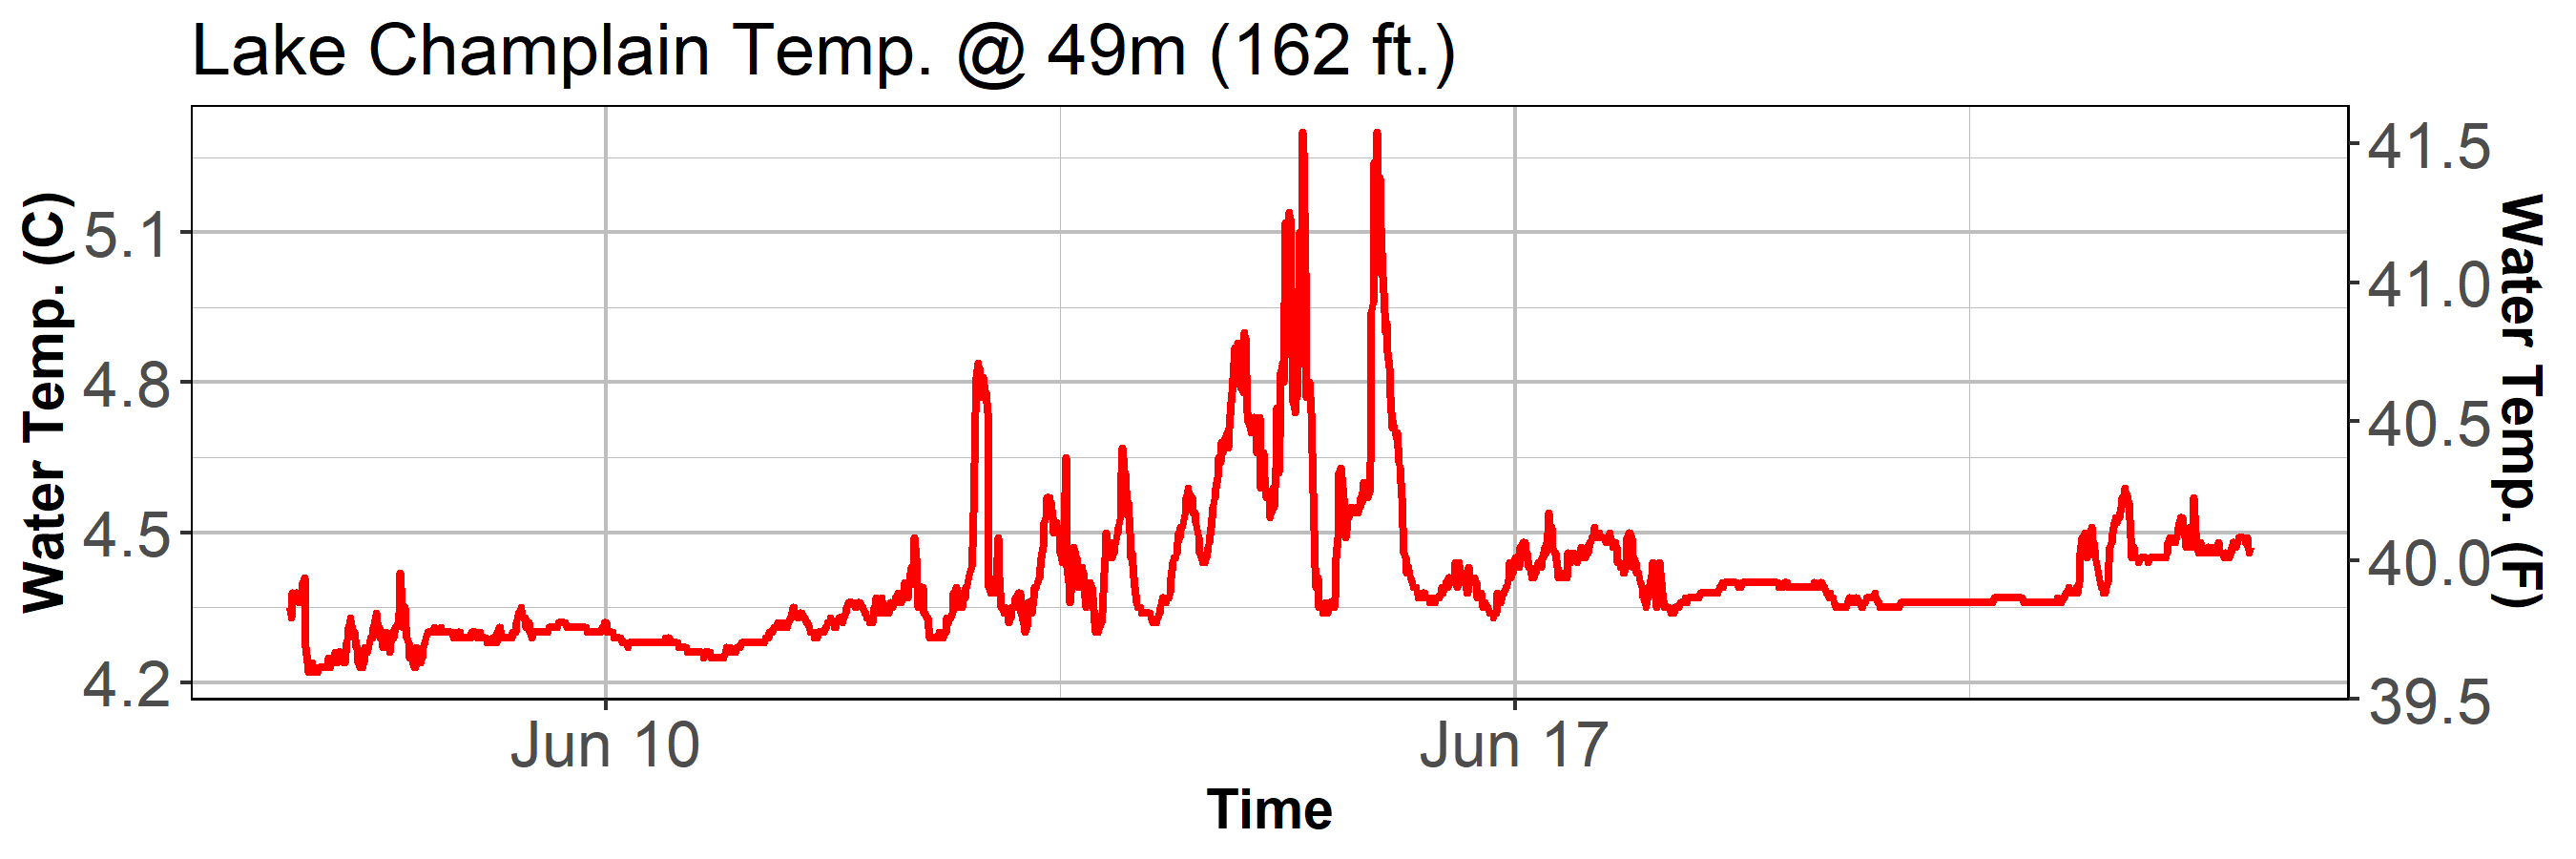 Lake Champlain Temp. @ 49m (162 ft.)
Water Temp. (C)
5.1
4.8
4.5
4.2
41.5
41.0
40.5
40.0
39.5
Water Temp. (F)
Jun 10
Jun 17
Time